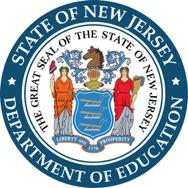 STATE OF NEW JERSEY
THE GREAT SEAL OF THE STATE OF NEW JERSEY
LIBERTY AND PROSPERITY
1776
DEPARTMENT OF EDUCATION